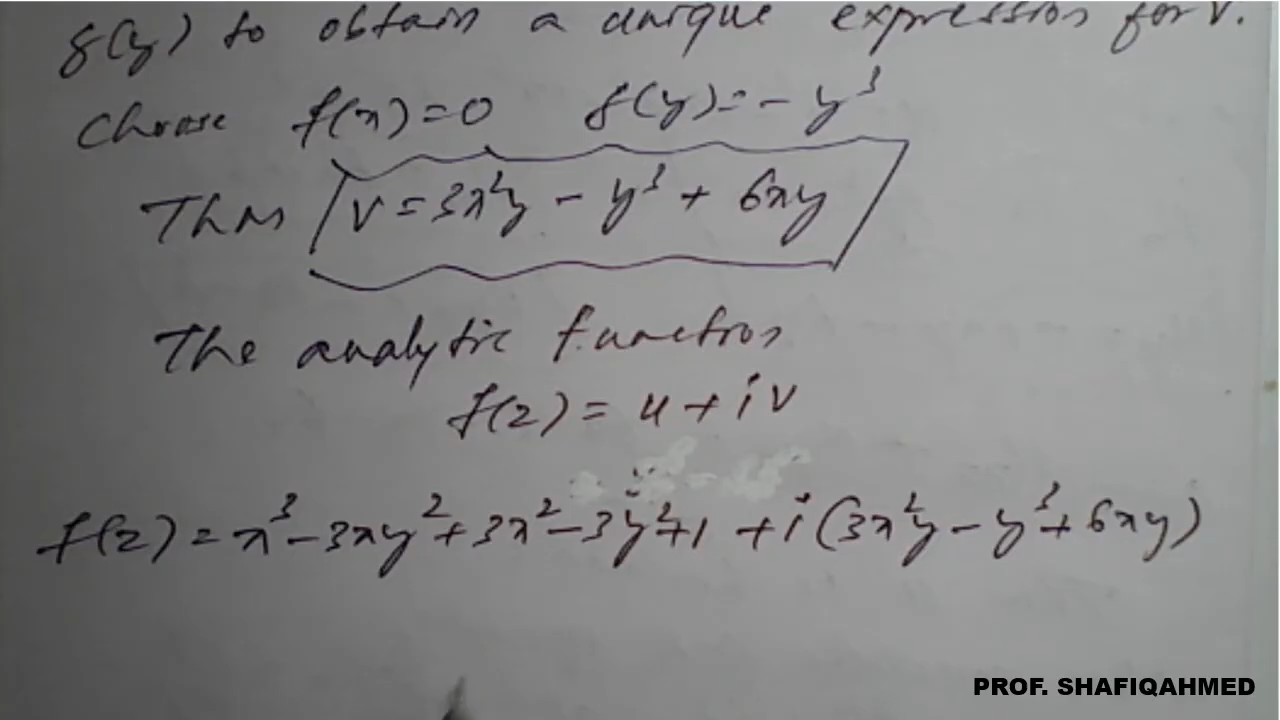 g(y) to obtain a unique expression for V.
Choose f(x)=0 g(y)=-y³
Thus V=3x²y - y³ + 6xy
The analytic function
f(z) = u + iv
f(z) = x³-3xy²+3x²-3y²+1 +i(3x²y-y³+6xy)
PROF. SHAFIQAHMED